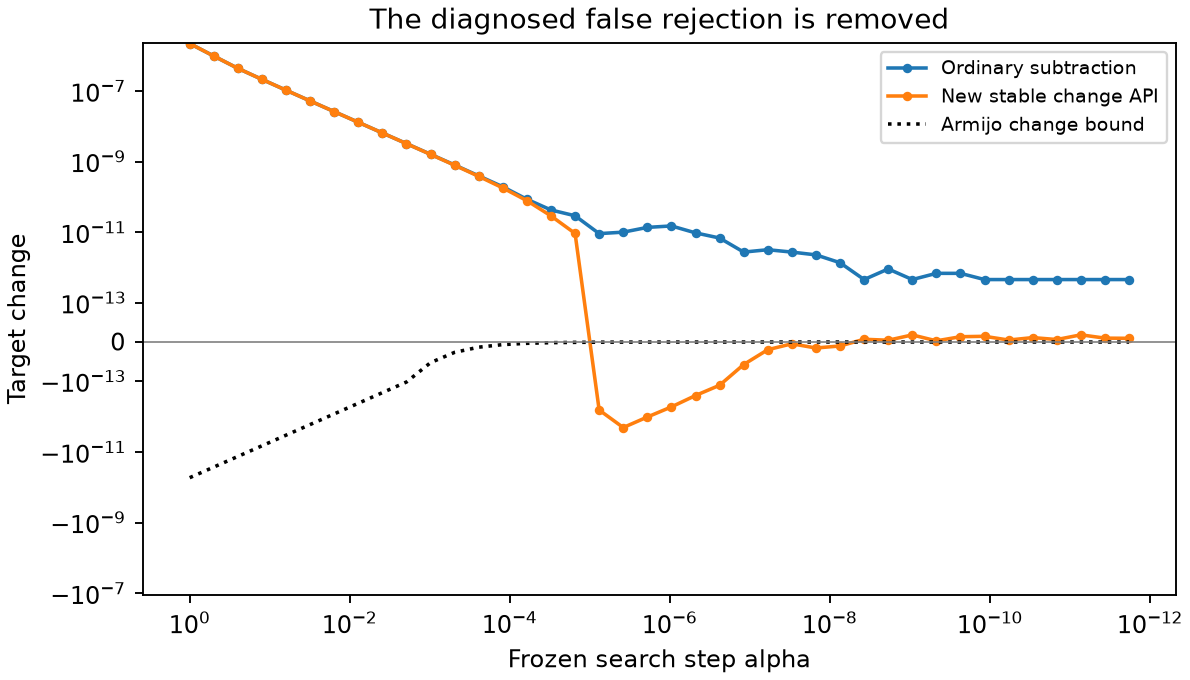 The diagnosed false rejection is removed
Ordinary subtraction
New stable change API
Armijo change bound
Target change
10⁻⁷
10⁻⁹
10⁻¹¹
10⁻¹³
0
−10⁻¹³
−10⁻¹¹
−10⁻⁹
−10⁻⁷
10⁰ 10⁻² 10⁻⁴ 10⁻⁶ 10⁻⁸ 10⁻¹⁰ 10⁻¹²
Frozen search step alpha